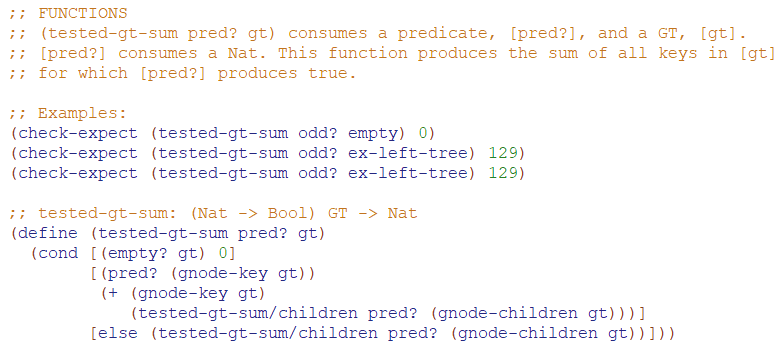 ;; FUNCTIONS
;; (tested-gt-sum pred? gt) consumes a predicate, [pred?], and a GT, [gt].
;; [pred?] consumes a Nat. This function produces the sum of all keys in [gt]
;; for which [pred?] produces true.
;; Examples:
(check-expect (tested-gt-sum odd? empty) 0)
(check-expect (tested-gt-sum odd? ex-left-tree) 129)
(check-expect (tested-gt-sum odd? ex-left-tree) 129)
;; tested-gt-sum: (Nat -> Bool) GT -> Nat
(define (tested-gt-sum pred? gt)
(cond [(empty? gt) 0]
[(pred? (gnode-key gt))
(+ (gnode-key gt)
(tested-gt-sum/children pred? (gnode-children gt)))]
[else (tested-gt-sum/children pred? (gnode-children gt))]))